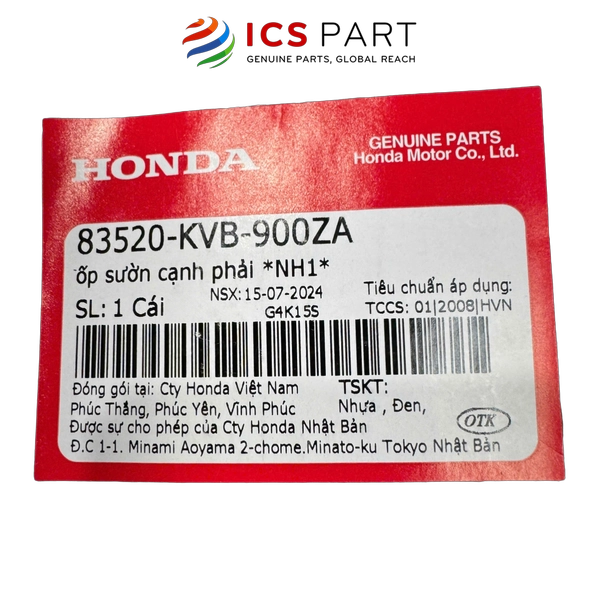 ICS PART
GENUINE PARTS, GLOBAL REACH
HONDA
GENUINE PARTS
Honda Motor Co., Ltd.
83520-KVB-900ZA
ốp sườn cạnh phải *NH1*
NSX: 15-07-2024
Tiêu chuẩn áp dụng:
SL: 1 Cái
G4K15S
TCCS: 01|2008|HVN
Đóng gói tại: Cty Honda Việt Nam
TSKT:
Phúc Thắng, Phúc Yên, Vĩnh Phúc
Nhựa , Đen,
Được sự cho phép của Cty Honda Nhật Bản
OTK
Đ.C 1-1. Minami Aoyama 2-chome.Minato-ku Tokyo Nhật Bản